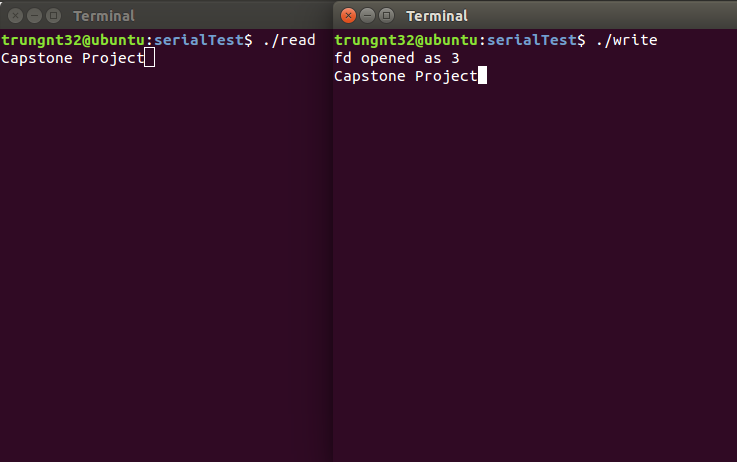 Terminal
trungnt32@ubuntu:serialTest$ ./read
Capstone Project
Terminal
trungnt32@ubuntu:serialTest$ ./write
fd opened as 3
Capstone Project